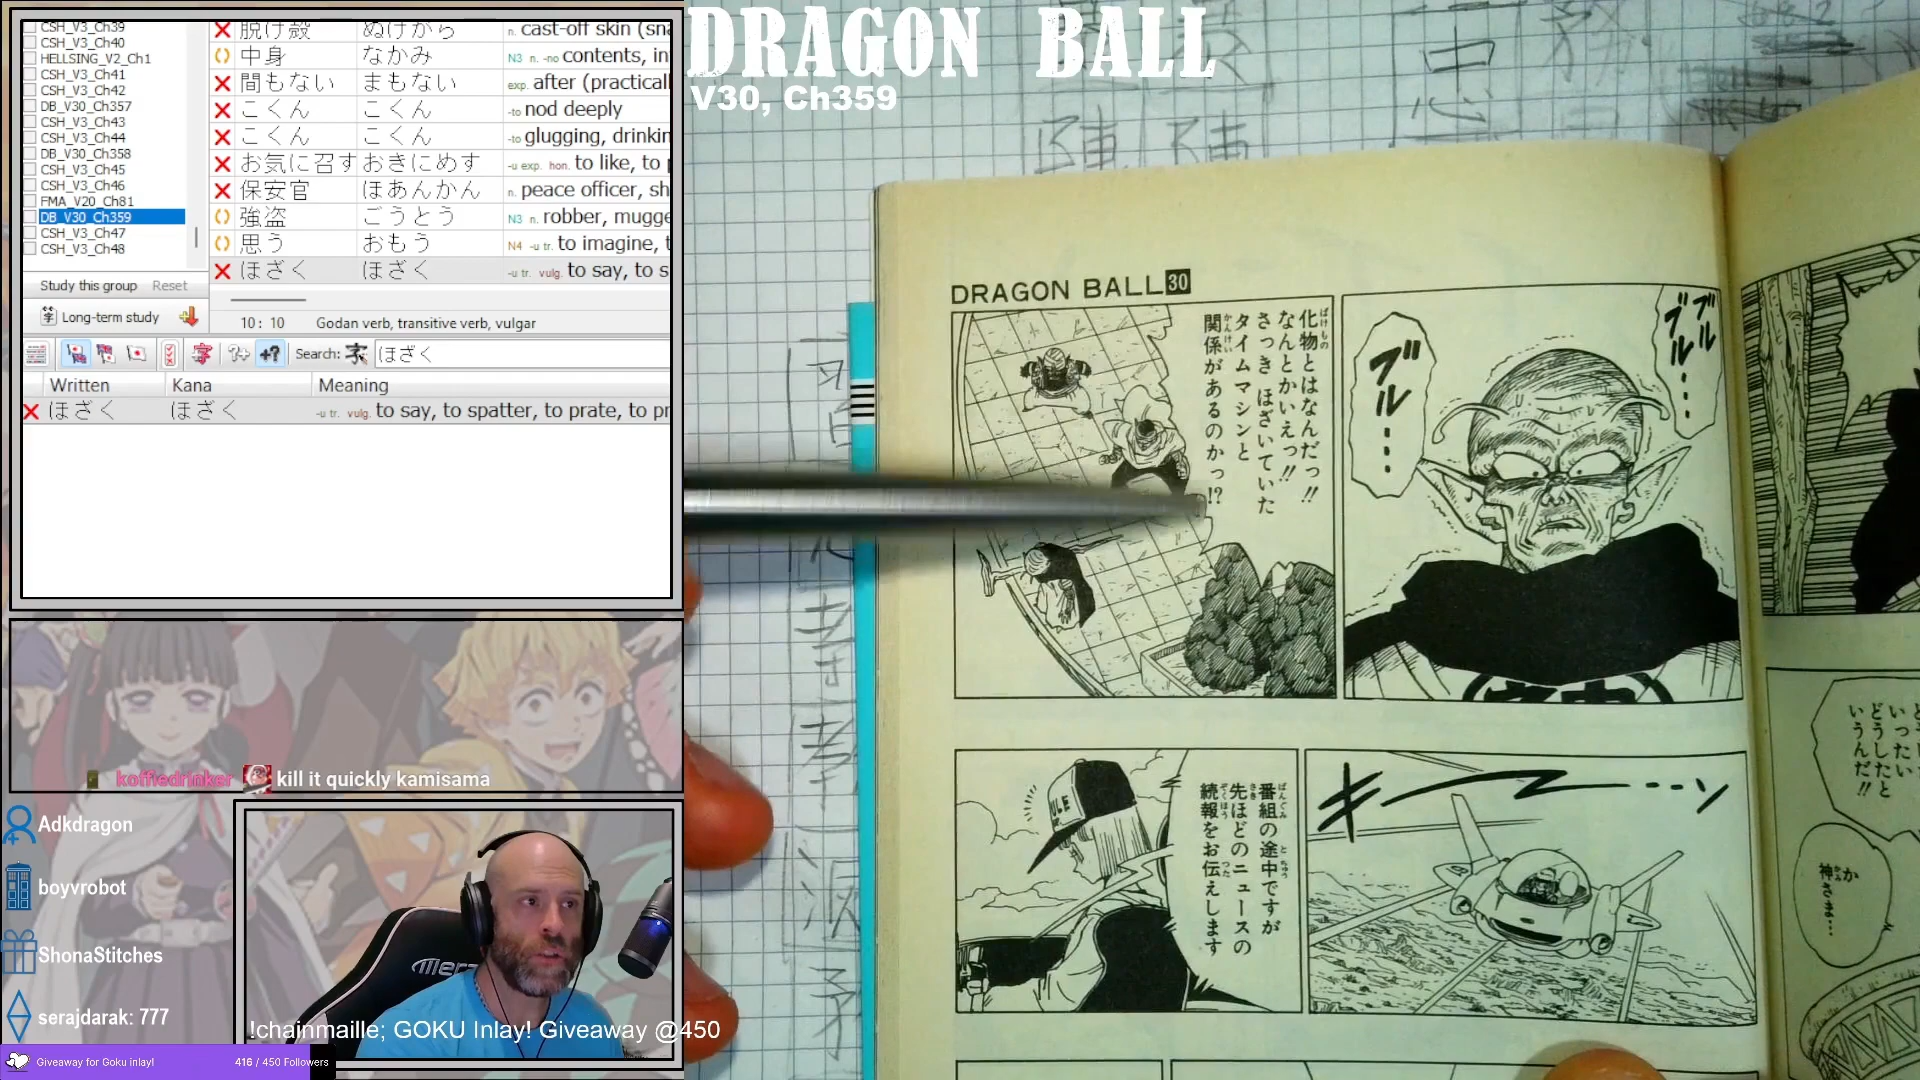 DRAGON BALL
V30, Ch359
CSH_V3_Ch39
CSH_V3_Ch40
HELLSING_V2_Ch1
CSH_V3_Ch41
CSH_V3_Ch42
DB_V30_Ch357
CSH_V3_Ch43
CSH_V3_Ch44
DB_V30_Ch358
CSH_V3_Ch45
CSH_V3_Ch46
FMA_V20_Ch81
DB_V30_Ch359
CSH_V3_Ch47
CSH_V3_Ch48
Study this group Reset
Long-term study
脱け殻 ぬけがら n. cast-off skin (sna
中身 なかみ N3 n. -no contents, in
間もない まもない exp. after (practicall
こくん こくん -to nod deeply
こくん こくん -to glugging, drinkin
お気に召す おきにめす -u exp. hon. to like, to p
保安官 ほあんかん n. peace officer, sh
強盗 ごうとう N3 n. robber, mugge
思う おもう N4 -u tr. to imagine, t
ほざく ほざく -u tr. vulg. to say, to s
10: 10 Godan verb, transitive verb, vulgar
Search: ほざく
Written Kana Meaning
ほざく ほざく -u tr. vulg. to say, to spatter, to prate, to pr
koffiedrinker kill it quickly kamisama
Adkdragon
boyvrobot
ShonaStitches
serajdarak: 777
!chainmaille; GOKU Inlay! Giveaway @450
Giveaway for Goku inlay! 416 / 450 Followers
DRAGON BALL 30
ブルブル…
ブル…
化物とはなんだっ!!
なんとかいえっ!!
さっき ほざいていた
タイムマシンと
関係があるのかっ!?
キーーン
番組の途中ですが
先ほどのニュースの
続報をお伝えします
いったい
どうしたと
いうんだ!!
か
神さま…